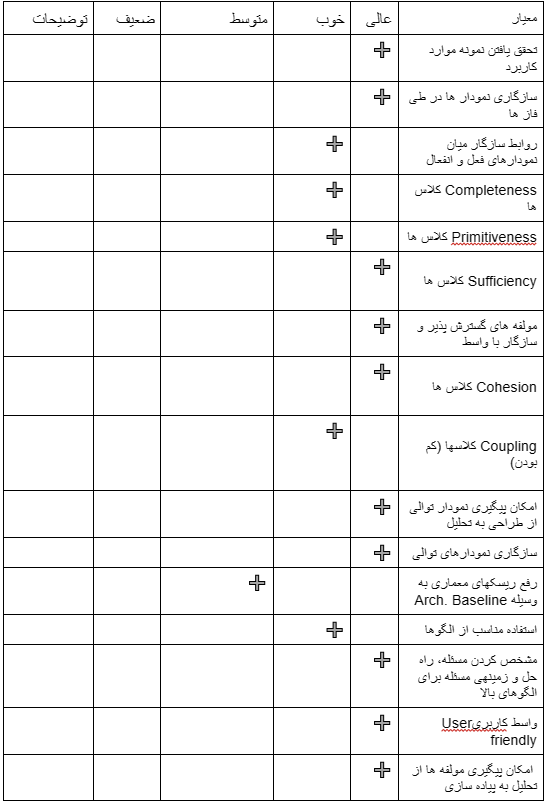 معیار عالی خوب متوسط ضعیف توضیحات
تحقق یافتن نمونه موارد
کاربرد
سازگاری نمودار ها در طی
فاز ها
روابط سازگار میان
نمودارهای فعل و انفعال
Completeness کلاس
ها
Primitiveness کلاس ها
Sufficiency کلاس ها
مولفه های گسترش پذیر و
سازگار با واسط
Cohesion کلاس ها
Coupling کلاسها (کم
بودن)
امکان پیگیری نمودار توالی
از طراحی به تحلیل
سازگاری نمودارهای توالی
رفع ریسکهای معماری به
وسیله Arch. Baseline
استفاده مناسب از الگوها
مشخص کردن مسئله، راه
حل و زمینهی مسئله برای
الگوهای بالا
واسط کاربریUser
friendly
امکان پیگیری مولفه ها از
تحلیل به پیاده سازی